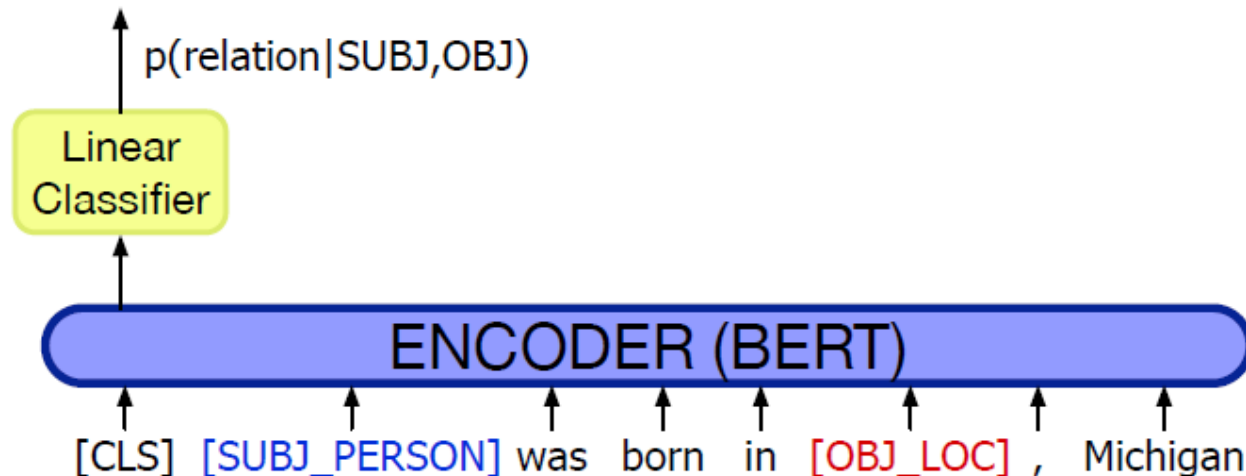 p(relation|SUBJ,OBJ)
Linear
Classifier
ENCODER (BERT)
[CLS] [SUBJ_PERSON] was born in [OBJ_LOC] , Michigan